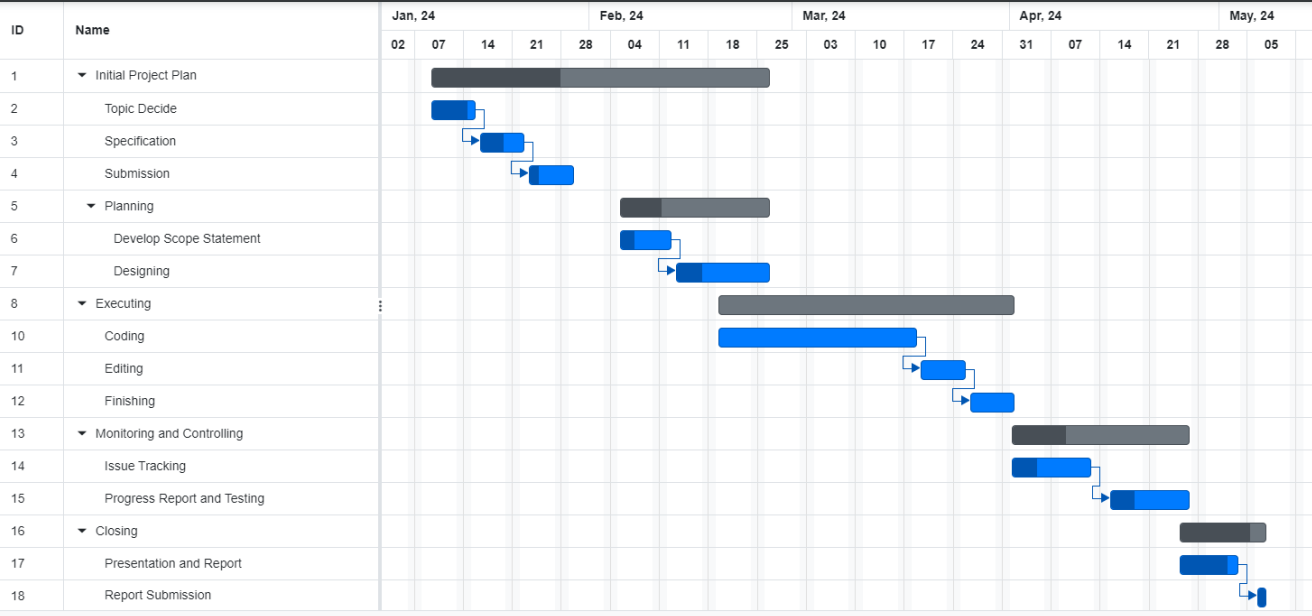 ID Name Jan, 24 Feb, 24 Mar, 24 Apr, 24 May, 24
02 07 14 21 28 04 11 18 25 03 10 17 24 31 07 14 21 28 05
1 Initial Project Plan
2 Topic Decide
3 Specification
4 Submission
5 Planning
6 Develop Scope Statement
7 Designing
8 Executing
10 Coding
11 Editing
12 Finishing
13 Monitoring and Controlling
14 Issue Tracking
15 Progress Report and Testing
16 Closing
17 Presentation and Report
18 Report Submission